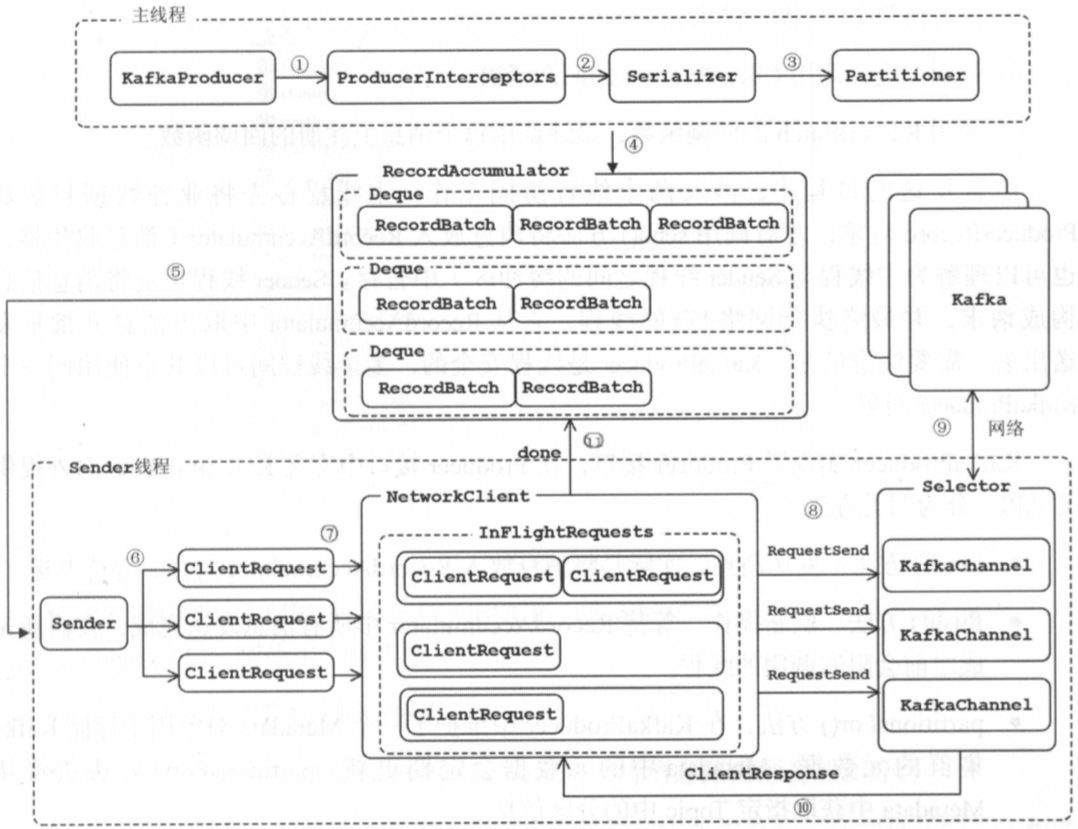 主线程
KafkaProducer ① ProducerInterceptors ② Serializer ③ Partitioner
④
RecordAccumulator
Deque
RecordBatch RecordBatch RecordBatch
⑤
Deque
RecordBatch RecordBatch
Deque
RecordBatch RecordBatch
Kafka
⑨ 网络
⑪
done
Sender线程
NetworkClient
Selector
⑥ ⑦ ⑧
InFlightRequests
ClientRequest
ClientRequest ClientRequest
RequestSend
KafkaChannel
Sender
ClientRequest
ClientRequest
RequestSend
KafkaChannel
ClientRequest
ClientRequest
RequestSend
KafkaChannel
ClientResponse
⑩